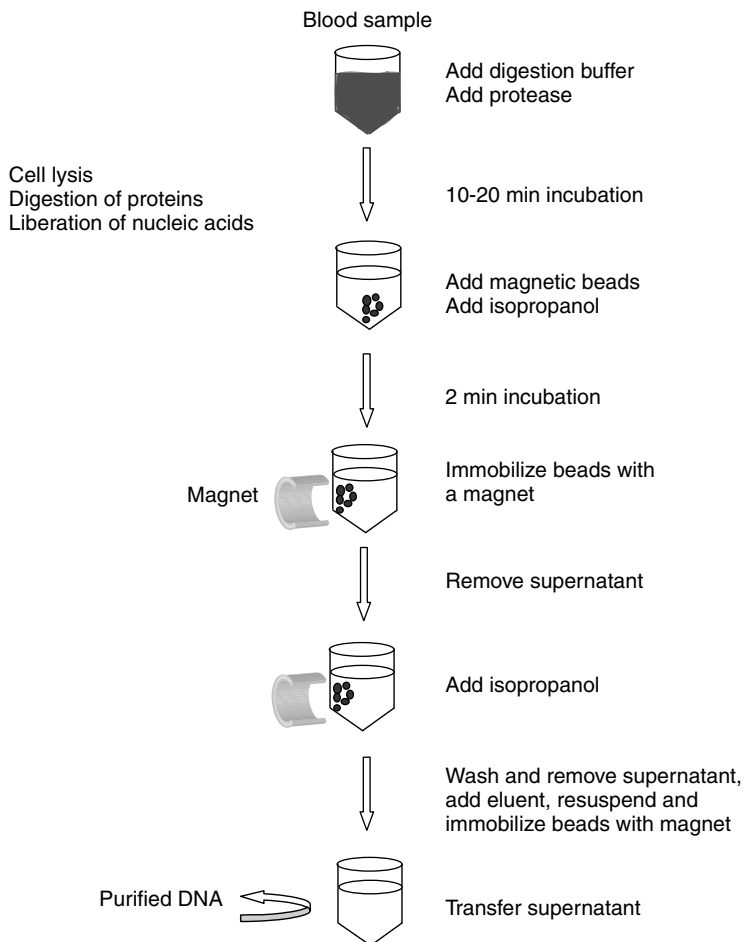 Blood sample
Add digestion buffer
Add protease
Cell lysis
Digestion of proteins
Liberation of nucleic acids
10-20 min incubation
Add magnetic beads
Add isopropanol
2 min incubation
Magnet
Immobilize beads with
a magnet
Remove supernatant
Add isopropanol
Wash and remove supernatant,
add eluent, resuspend and
immobilize beads with magnet
Purified DNA
Transfer supernatant